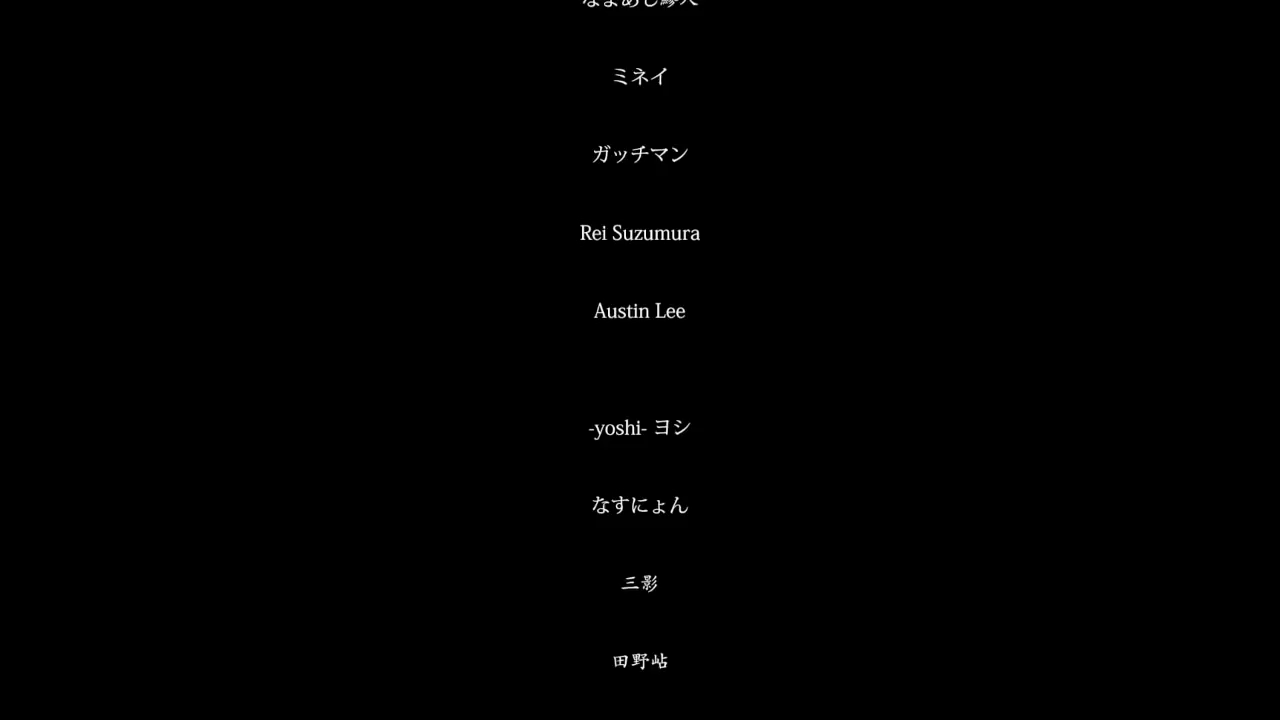 ミネイ
ガッチマン
Rei Suzumura
Austin Lee
-yoshi- ヨシ
なすにょん
三影
田野岾